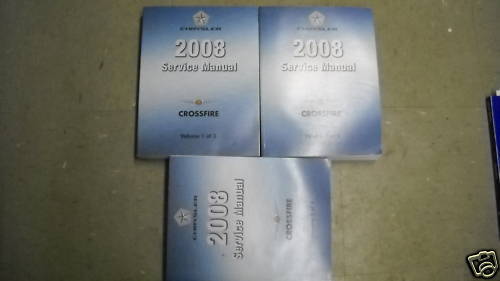 CHRYSLER
2008
Service Manual
CROSSFIRE
Volume 1 of 3
CHRYSLER
2008
Service Manual
CROSSFIRE
CHRYSLER
2008
Service Manual
CROSSFIRE